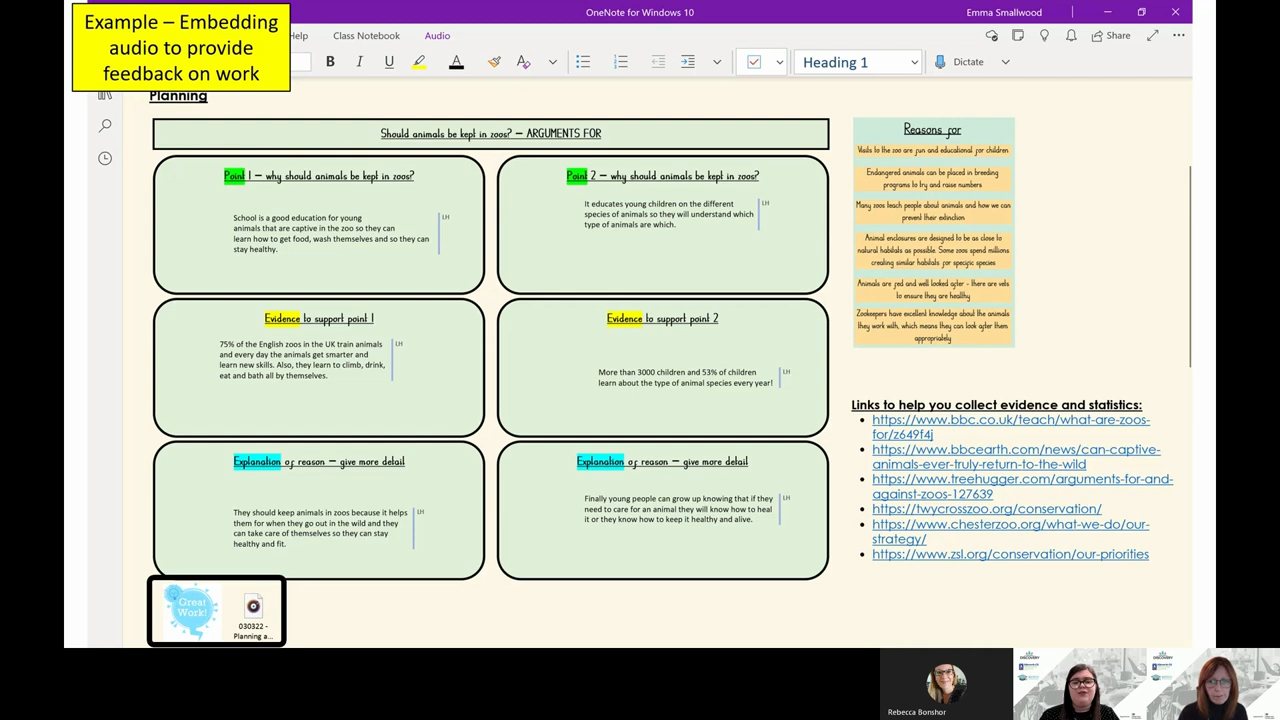 Example – Embedding
audio to provide
feedback on work
OneNote for Windows 10
Emma Smallwood
Help
Class Notebook
Audio
Share
B
I
U
A
Heading 1
Dictate
Planning
Should animals be kept in zoos? – ARGUMENTS FOR
Point 1 – why should animals be kept in zoos?
School is a good education for young
animals that are captive in the zoo so they can
learn how to get food, wash themselves and so they can
stay healthy.
LH
Point 2 – why should animals be kept in zoos?
It educates young children on the different
species of animals so they will understand which
type of animals are which.
LH
Evidence to support point 1
75% of the English zoos in the UK train animals
and every day the animals get smarter and
learn new skills. Also, they learn to climb, drink,
eat and bath all by themselves.
LH
Evidence to support point 2
More than 3000 children and 53% of children
learn about the type of animal species every year!
LH
Explanation of reason – give more detail
They should keep animals in zoos because it helps
them for when they go out in the wild and they
can take care of themselves so they can stay
healthy and fit.
LH
Explanation of reason – give more detail
Finally young people can grow up knowing that if they
need to care for an animal they will know how to heal
it or they know how to keep it healthy and alive.
LH
Reasons for
Visits to the zoo are fun and educational for children
Endangered animals can be placed in breeding
programs to try and raise numbers
Many zoos teach people about animals and how we can
prevent their extinction
Animal enclosures are designed to be as close to
natural habitats as possible. Some zoos spend millions
creating similar habitats for specific species
Animals are fed and well looked after - there are vets
to ensure they are healthy
Zookeepers have excellent knowledge about the animals
they work with, which means they can look after them
appropriately
Links to help you collect evidence and statistics:
https://www.bbc.co.uk/teach/what-are-zoos-
for/z649f4j
https://www.bbcearth.com/news/can-captive-
animals-ever-truly-return-to-the-wild
https://www.treehugger.com/arguments-for-and-
against-zoos-127639
https://twycrosszoo.org/conservation/
https://www.chesterzoo.org/what-we-do/our-
strategy/
https://www.zsl.org/conservation/our-priorities
Great
Work!
030322 -
Planning a...
Rebecca Bonshor
DISCOVERY
DISCOVERY